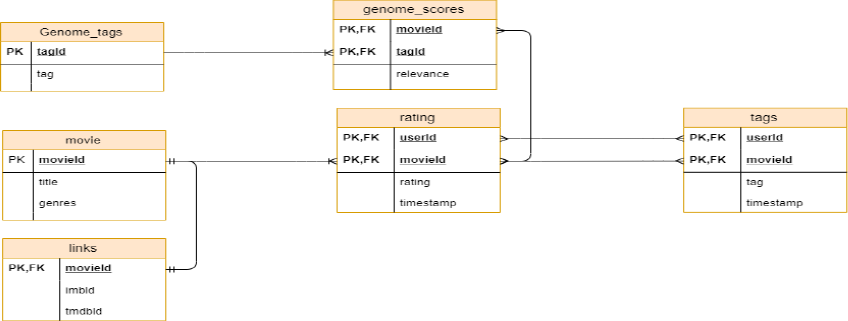 Genome_tags
PK tagId
tag
genome_scores
PK,FK movieId
PK,FK tagId
relevance
movie
PK movieId
title
genres
rating
PK,FK userId
PK,FK movieId
rating
timestamp
tags
PK,FK userId
PK,FK movieId
tag
timestamp
links
PK,FK movieId
imbId
tmdbId